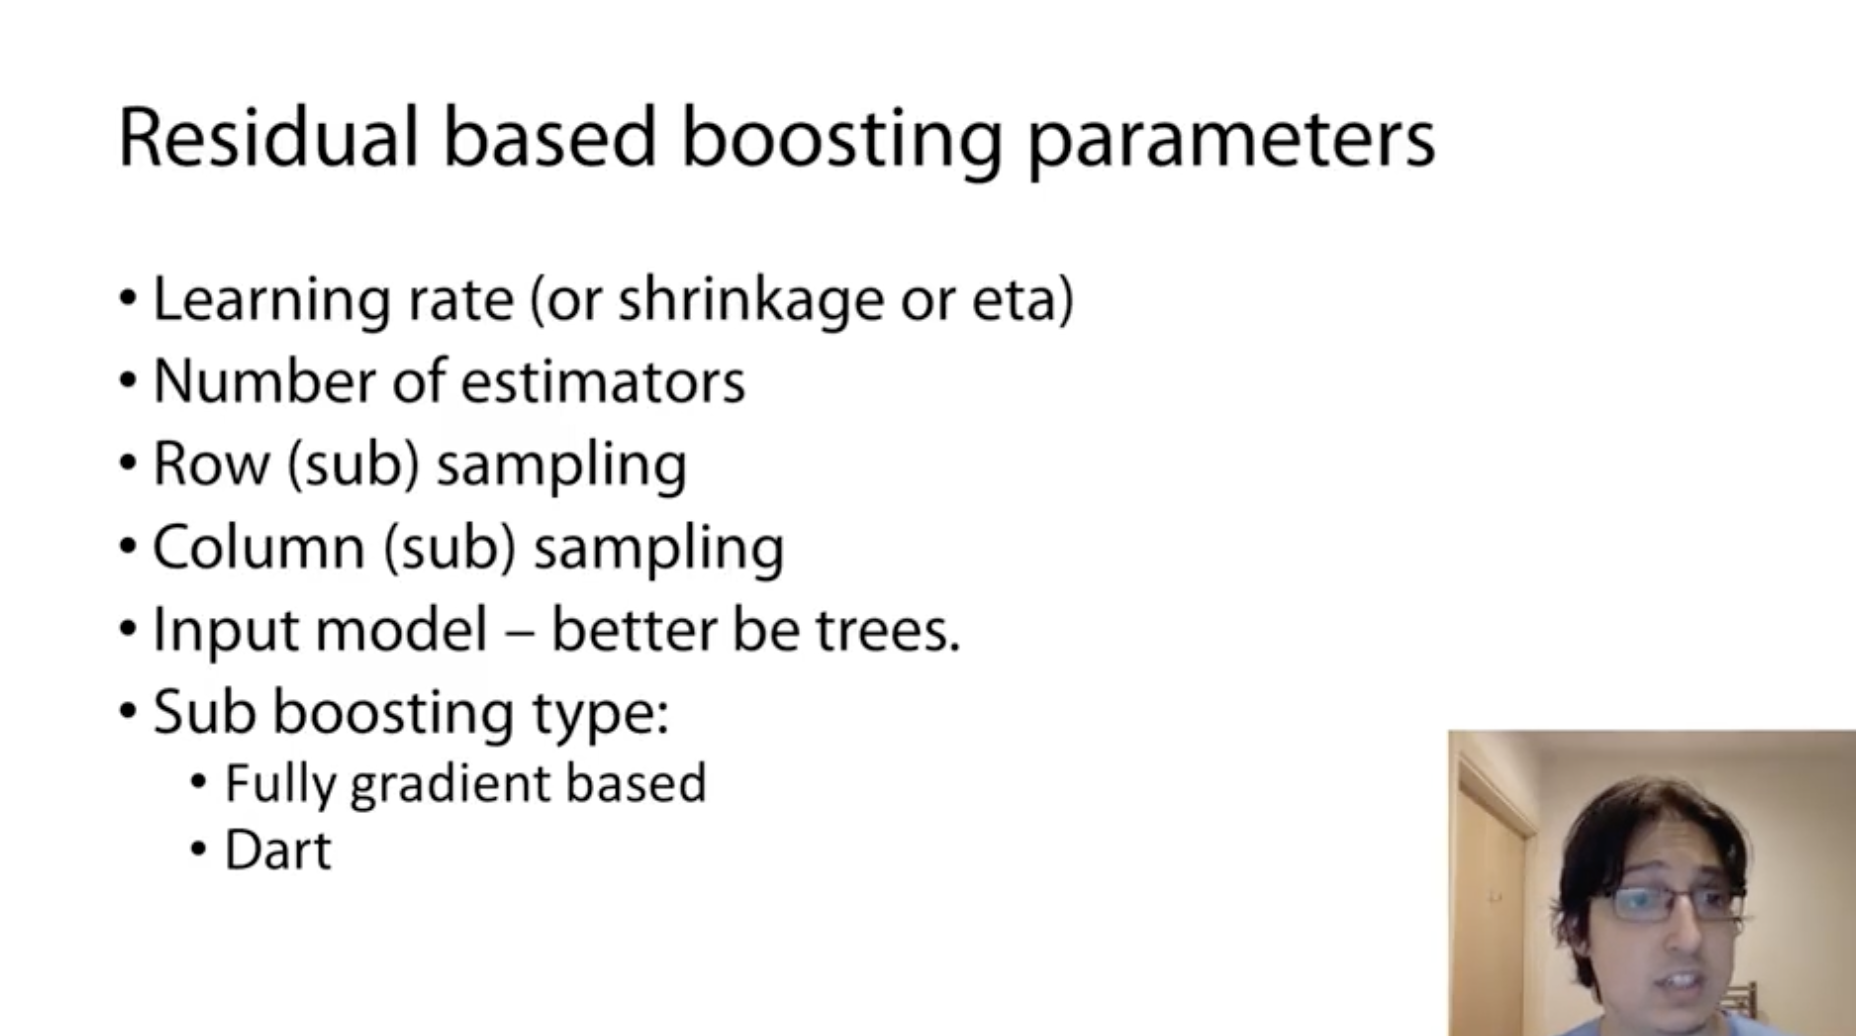 Residual based boosting parameters
• Learning rate (or shrinkage or eta)
• Number of estimators
• Row (sub) sampling
• Column (sub) sampling
• Input model – better be trees.
• Sub boosting type:
• Fully gradient based
• Dart